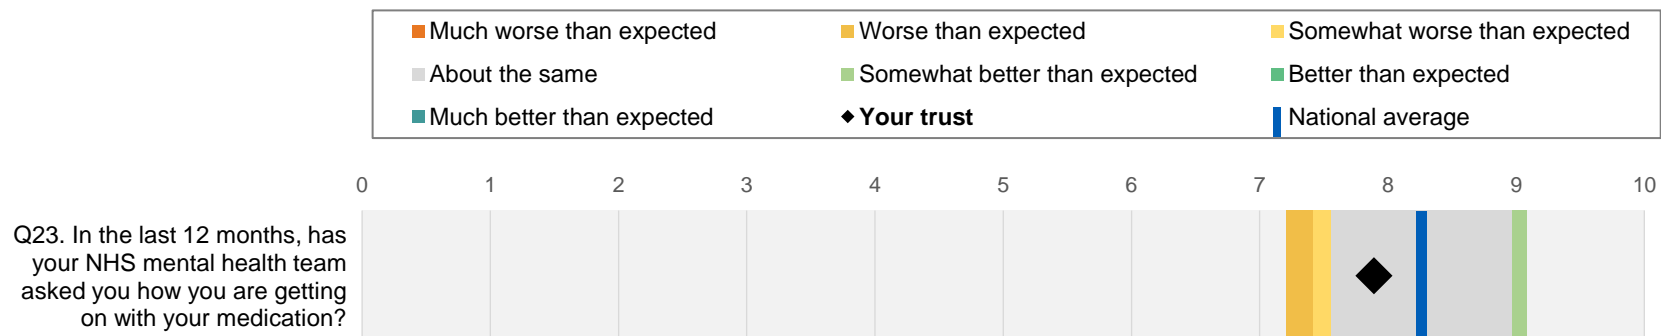 Much worse than expected
Worse than expected
Somewhat worse than expected
About the same
Somewhat better than expected
Better than expected
Much better than expected
Your trust
National average
0 1 2 3 4 5 6 7 8 9 10
Q23. In the last 12 months, has
your NHS mental health team
asked you how you are getting
on with your medication?